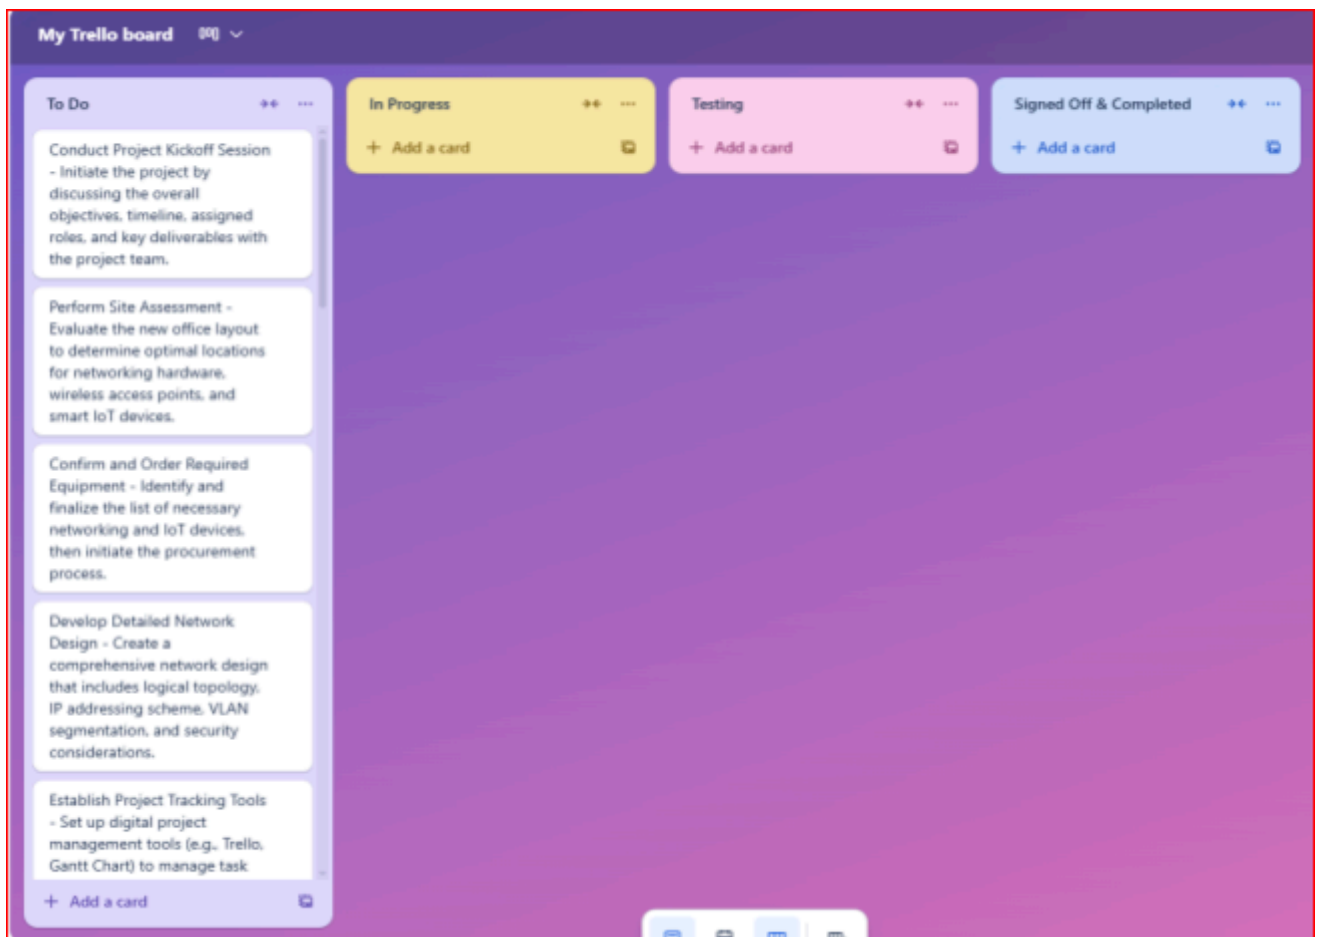 My Trello board
To Do
Conduct Project Kickoff Session
- Initiate the project by
discussing the overall
objectives, timeline, assigned
roles, and key deliverables with
the project team.
Perform Site Assessment -
Evaluate the new office layout
to determine optimal locations
for networking hardware,
wireless access points, and
smart IoT devices.
Confirm and Order Required
Equipment - Identify and
finalize the list of necessary
networking and IoT devices,
then initiate the procurement
process.
Develop Detailed Network
Design - Create a
comprehensive network design
that includes logical topology,
IP addressing scheme, VLAN
segmentation, and security
considerations.
Establish Project Tracking Tools
- Set up digital project
management tools (e.g., Trello,
Gantt Chart) to manage task
+ Add a card
In Progress
+ Add a card
Testing
+ Add a card
Signed Off & Completed
+ Add a card